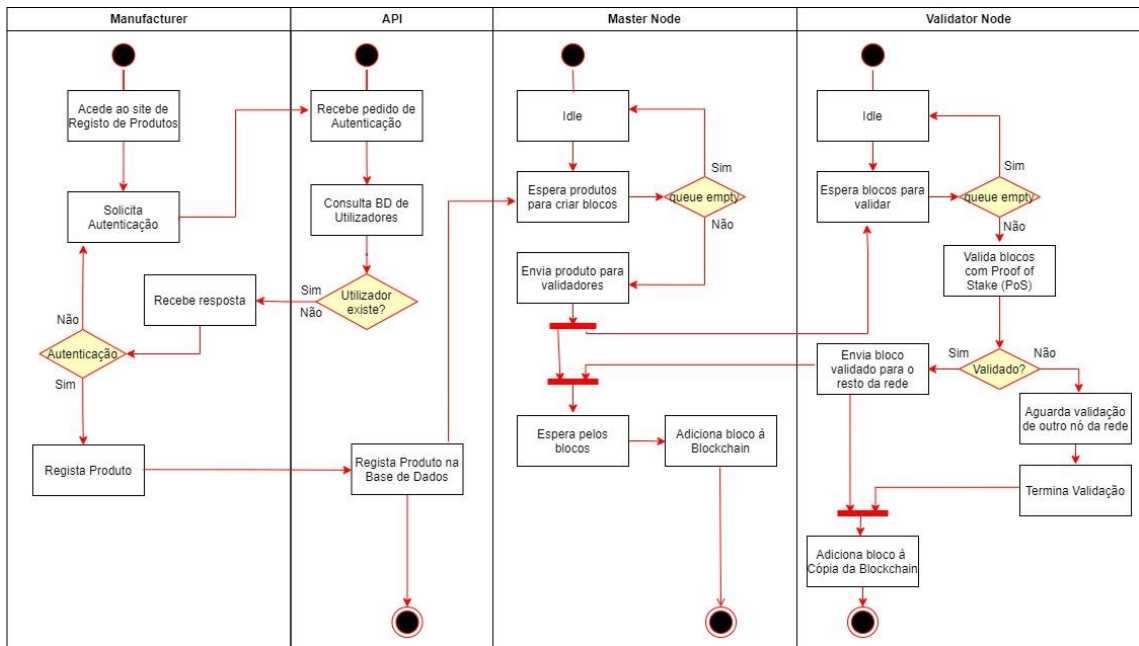 Manufacturer
API
Master Node
Validator Node
Acede ao site de
Registo de Produtos
Solicita
Autenticação
Recebe resposta
Não
Autenticação
Sim
Regista Produto
Recebe pedido de
Autenticação
Consulta BD de
Utilizadores
Sim
Não
Utilizador
existe?
Regista Produto na
Base de Dados
Idle
Sim
Espera produtos
para criar blocos
queue empty
Não
Envia produto para
validadores
Espera pelos
blocos
Adiciona bloco à
Blockchain
Idle
Sim
Espera blocos para
validar
queue empty
Não
Valida blocos
com Proof of
Stake (PoS)
Envia bloco
validado para o
resto da rede
Sim
Validado?
Não
Aguarda validação
de outro nó da rede
Termina Validação
Adiciona bloco à
Cópia da Blockchain